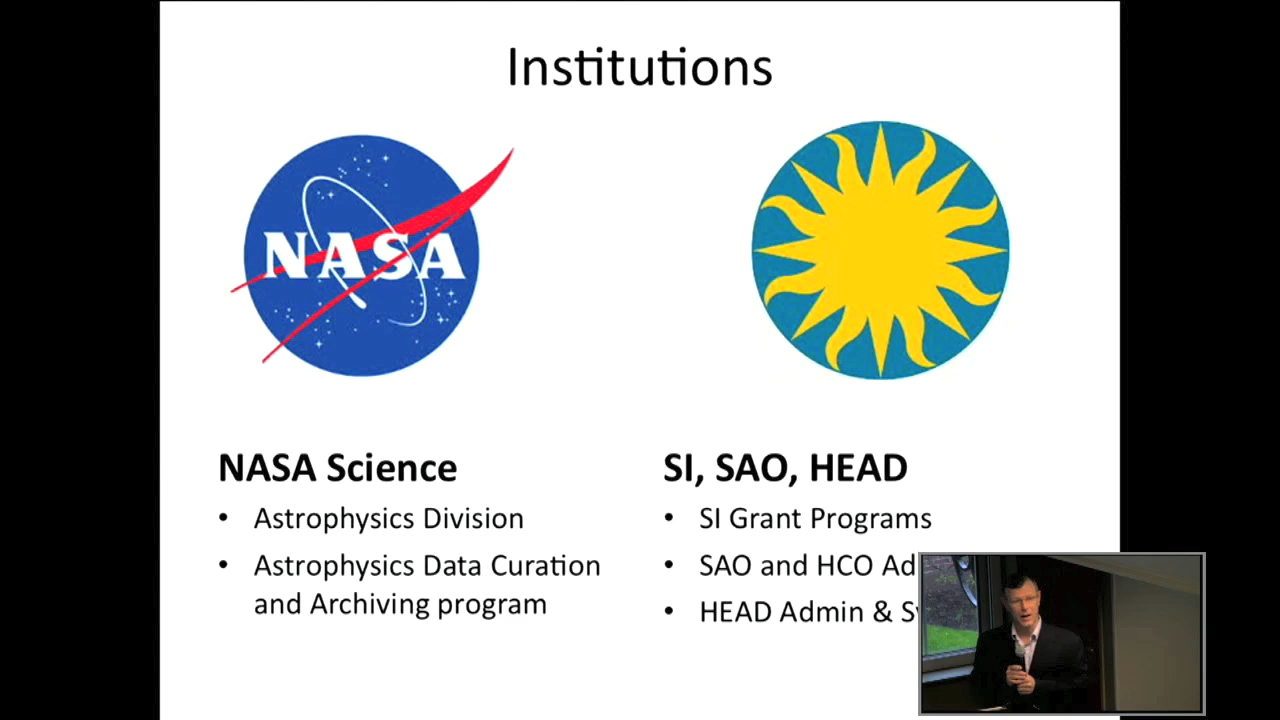 Institutions
NASA
NASA Science
• Astrophysics Division
• Astrophysics Data Curation
and Archiving program
SI, SAO, HEAD
• SI Grant Programs
• SAO and HCO
• HEAD Admin &